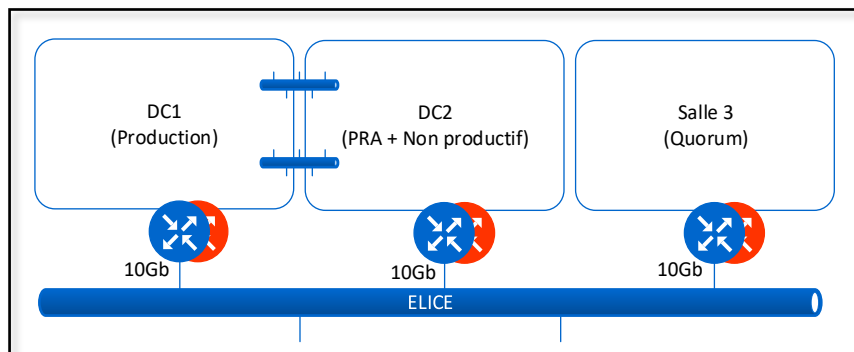 DC1
(Production)
DC2
(PRA + Non productif)
Salle 3
(Quorum)
10Gb
10Gb
10Gb
ELICE